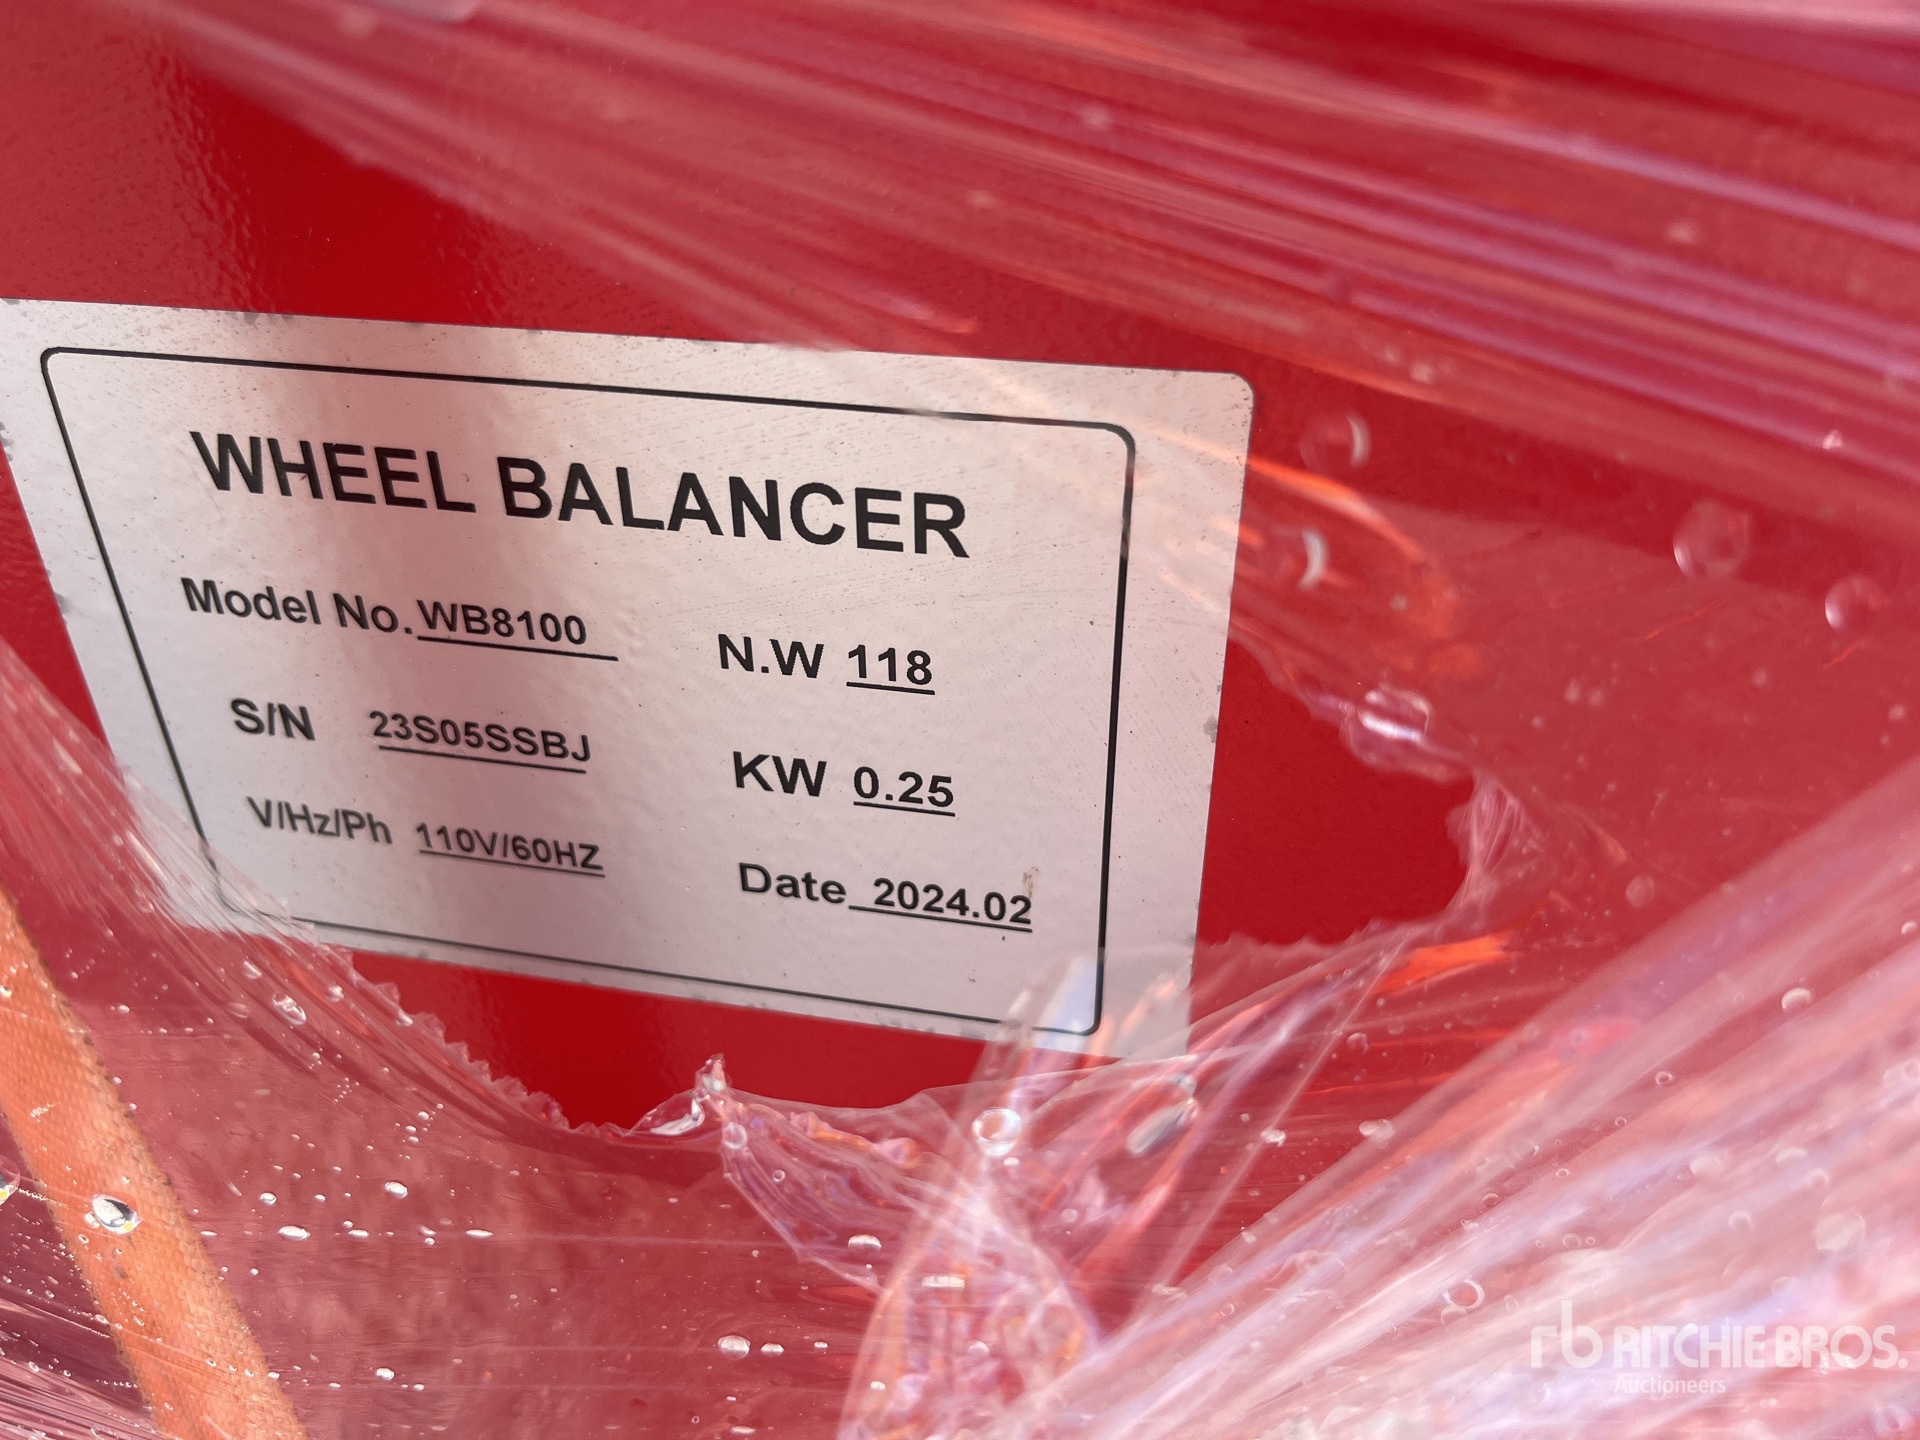 WHEEL BALANCER
Model No. WB8100
N.W 118
S/N 23S05SSBJ
KW 0.25
V/Hz/Ph 110V/60HZ
Date 2024.02
rb RITCHIE BROS.
Auctioneers